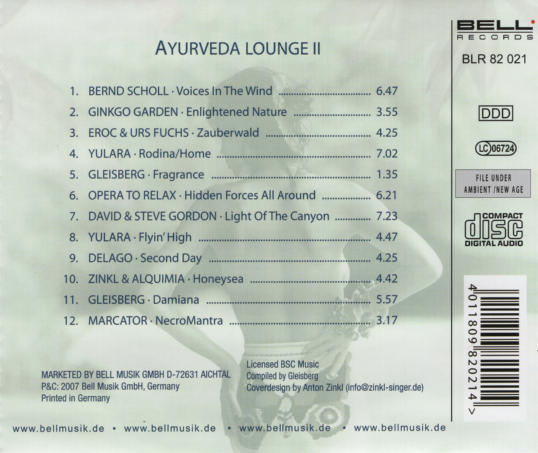 AYURVEDA LOUNGE II
1. BERND SCHOLL · Voices In The Wind ........ 6.47
2. GINKGO GARDEN · Enlightened Nature ........ 3.55
3. EROC & URS FUCHS · Zauberwald ........ 4.25
4. YULARA · Rodina/Home ........ 7.02
5. GLEISBERG · Fragrance ........ 1.35
6. OPERA TO RELAX · Hidden Forces All Around ........ 6.21
7. DAVID & STEVE GORDON · Light Of The Canyon ........ 7.23
8. YULARA · Flyin' High ........ 4.47
9. DELAGO · Second Day ........ 4.25
10. ZINKL & ALQUIMIA · Honeysea ........ 4.42
11. GLEISBERG · Damiana ........ 5.57
12. MARCATOR · NecroMantra ........ 3.17
MARKETED BY BELL MUSIK GMBH D-72631 AICHTAL
P&C: 2007 Bell Musik GmbH, Germany
Printed in Germany
Licensed BSC Music
Compiled by Gleisberg
Coverdesign by Anton Zinkl (info@zinkl-singer.de)
www.bellmusik.de • www.bellmusik.de • www.bellmusik.de • www.bellmusik.de
BELL
RECORDS
BLR 82 021
DDD
LC 06724
FILE UNDER
AMBIENT /NEW AGE
COMPACT
disc
DIGITAL AUDIO
4 011809 820214 >